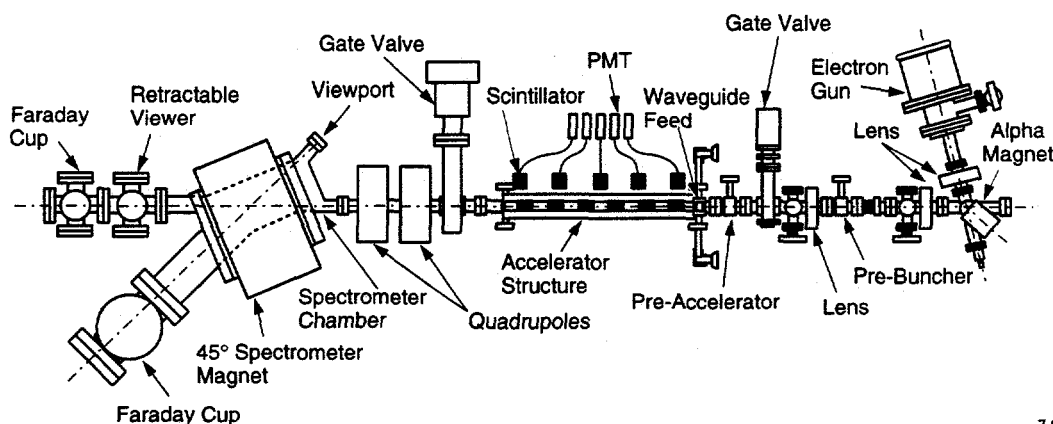 Gate Valve
Electron
Gun
Gate Valve
PMT
Viewport
Scintillator
Waveguide
Feed
Retractable
Viewer
Faraday
Cup
Lens
Alpha
Magnet
Accelerator
Structure
Pre-Accelerator
Pre-Buncher
Lens
Spectrometer
Chamber
Quadrupoles
45° Spectrometer
Magnet
Faraday Cup